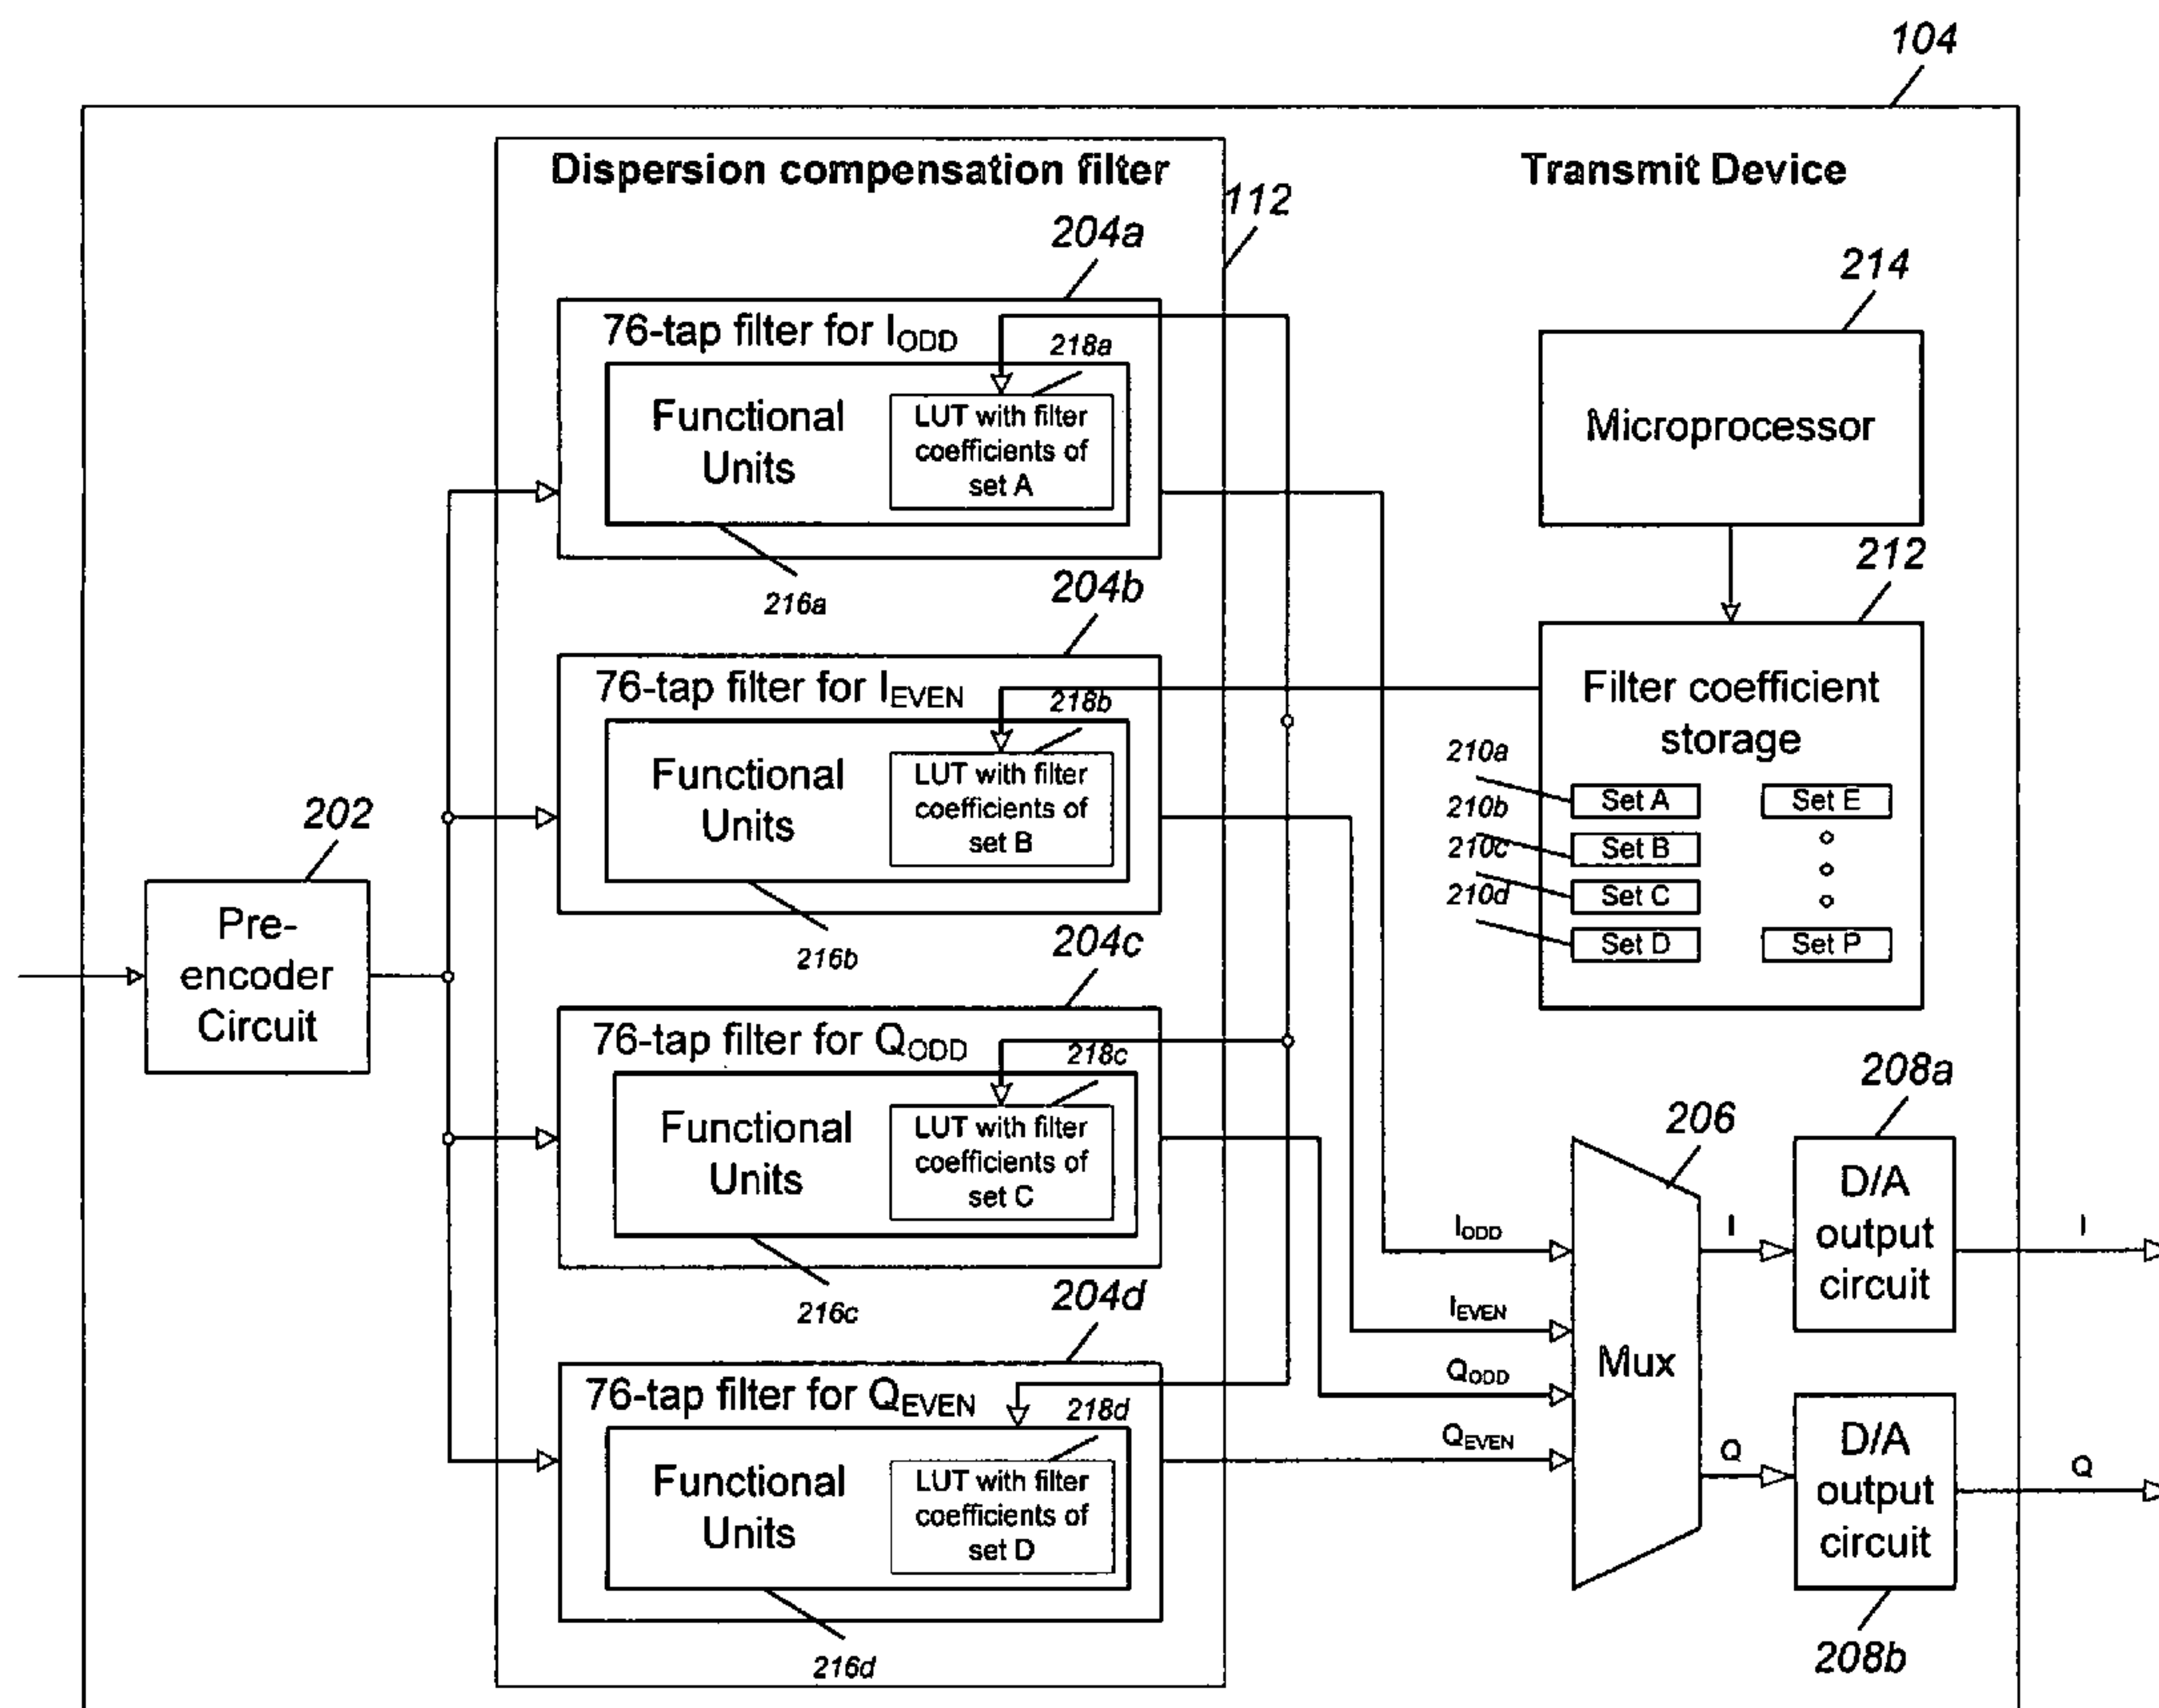 104
Dispersion compensation filter
Transmit Device
112
204a
214
76-tap filter for IODD
218a
Functional
Units
LUT with filter
coefficients of
set A
Microprocessor
216a
204b
212
76-tap filter for IEVEN
218b
Functional
Units
LUT with filter
coefficients of
set B
Filter coefficient
storage
210a
Set A
Set E
210b
Set B
210c
Set C
210d
Set D
Set P
202
Pre-
encoder
Circuit
216b
204c
76-tap filter for QODD
218c
Functional
Units
LUT with filter
coefficients of
set C
216c
208a
206
D/A
output
circuit
IODD
I
I
IEVEN
Mux
QODD
QEVEN
Q
Q
204d
76-tap filter for QEVEN
218d
Functional
Units
LUT with filter
coefficients of
set D
D/A
output
circuit
216d
208b